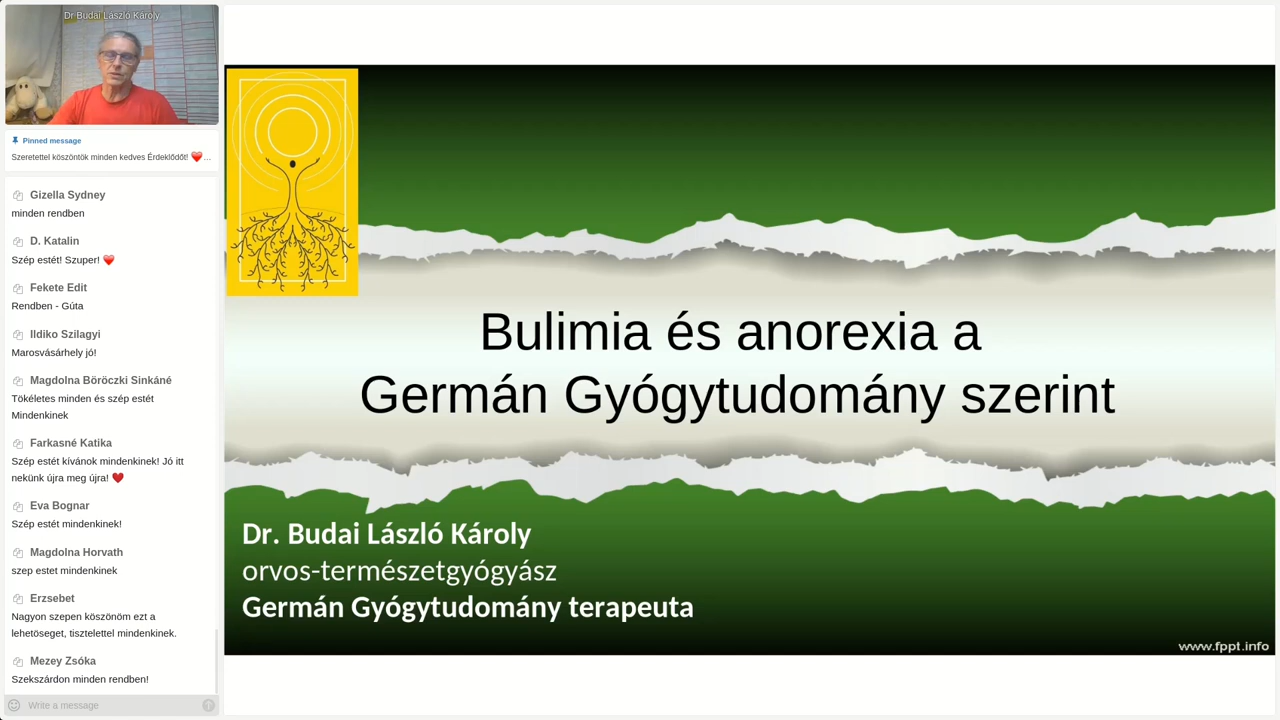 Dr Budai László Károly
Pinned message
Szeretettel köszöntök minden kedves Érdeklődőt! ❤️...
Gizella Sydney
minden rendben
D. Katalin
Szép estét! Szuper! ❤️
Fekete Edit
Rendben - Gúta
Ildiko Szilagyi
Marosvásárhely jó!
Magdolna Böröczki Sinkáné
Tökéletes minden és szép estét
Mindenkinek
Farkasné Katika
Szép estét kívánok mindenkinek! Jó itt
nekünk újra meg újra! ❤️
Eva Bognar
Szép estét mindenkinek!
Magdolna Horvath
szep estet mindenkinek
Erzsebet
Nagyon szepen köszönöm ezt a
lehetöseget, tisztelettel mindenkinek.
Mezey Zsóka
Szekszárdon minden rendben!
Write a message
Bulimia és anorexia a
Germán Gyógytudomány szerint
Dr. Budai László Károly
orvos-természetgyógyász
Germán Gyógytudomány terapeuta
www.fppt.info